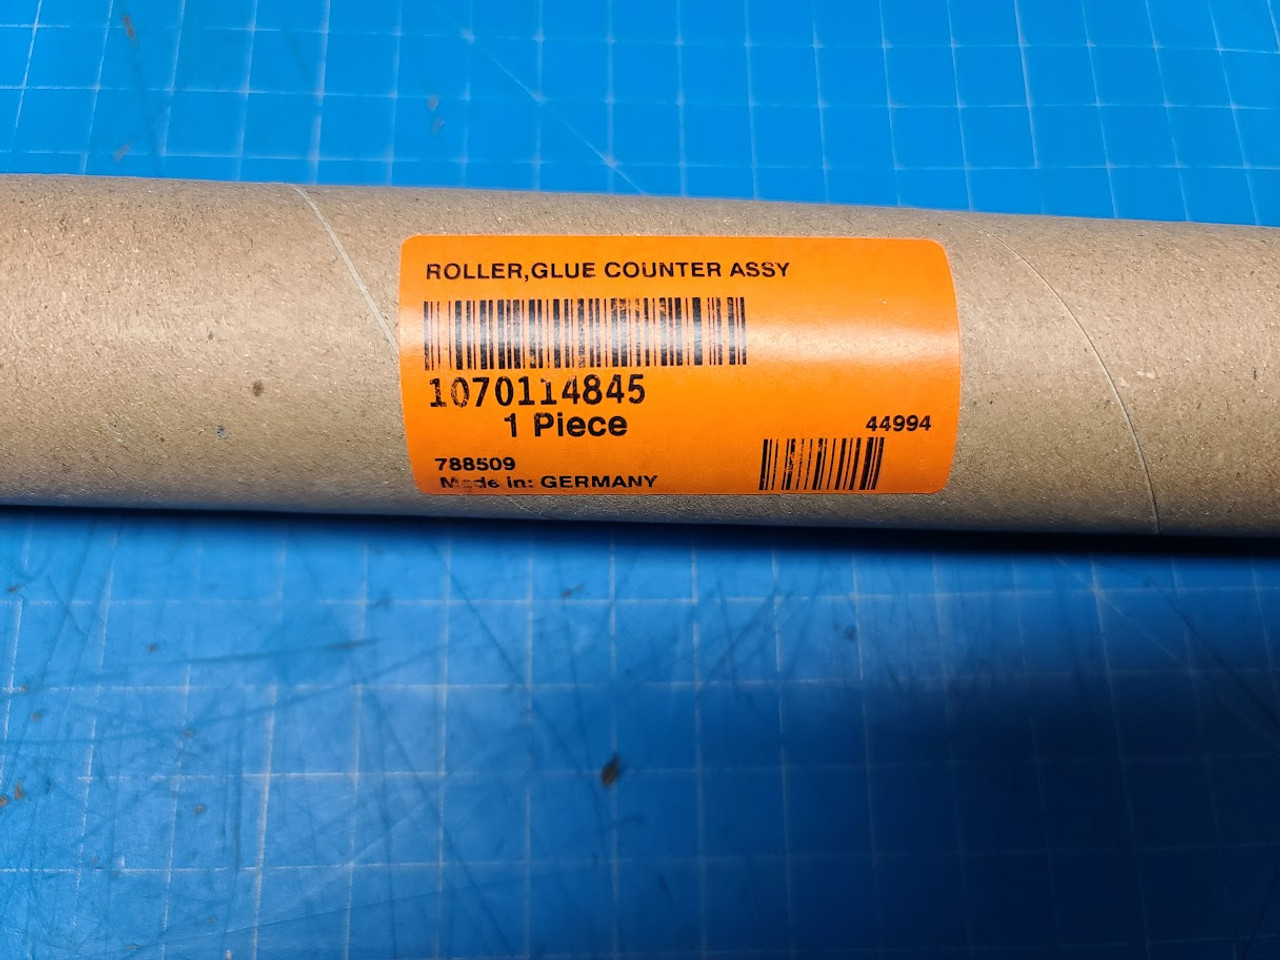 ROLLER,GLUE COUNTER ASSY
1070114845
1 Piece
44994
788509
Made in: GERMANY